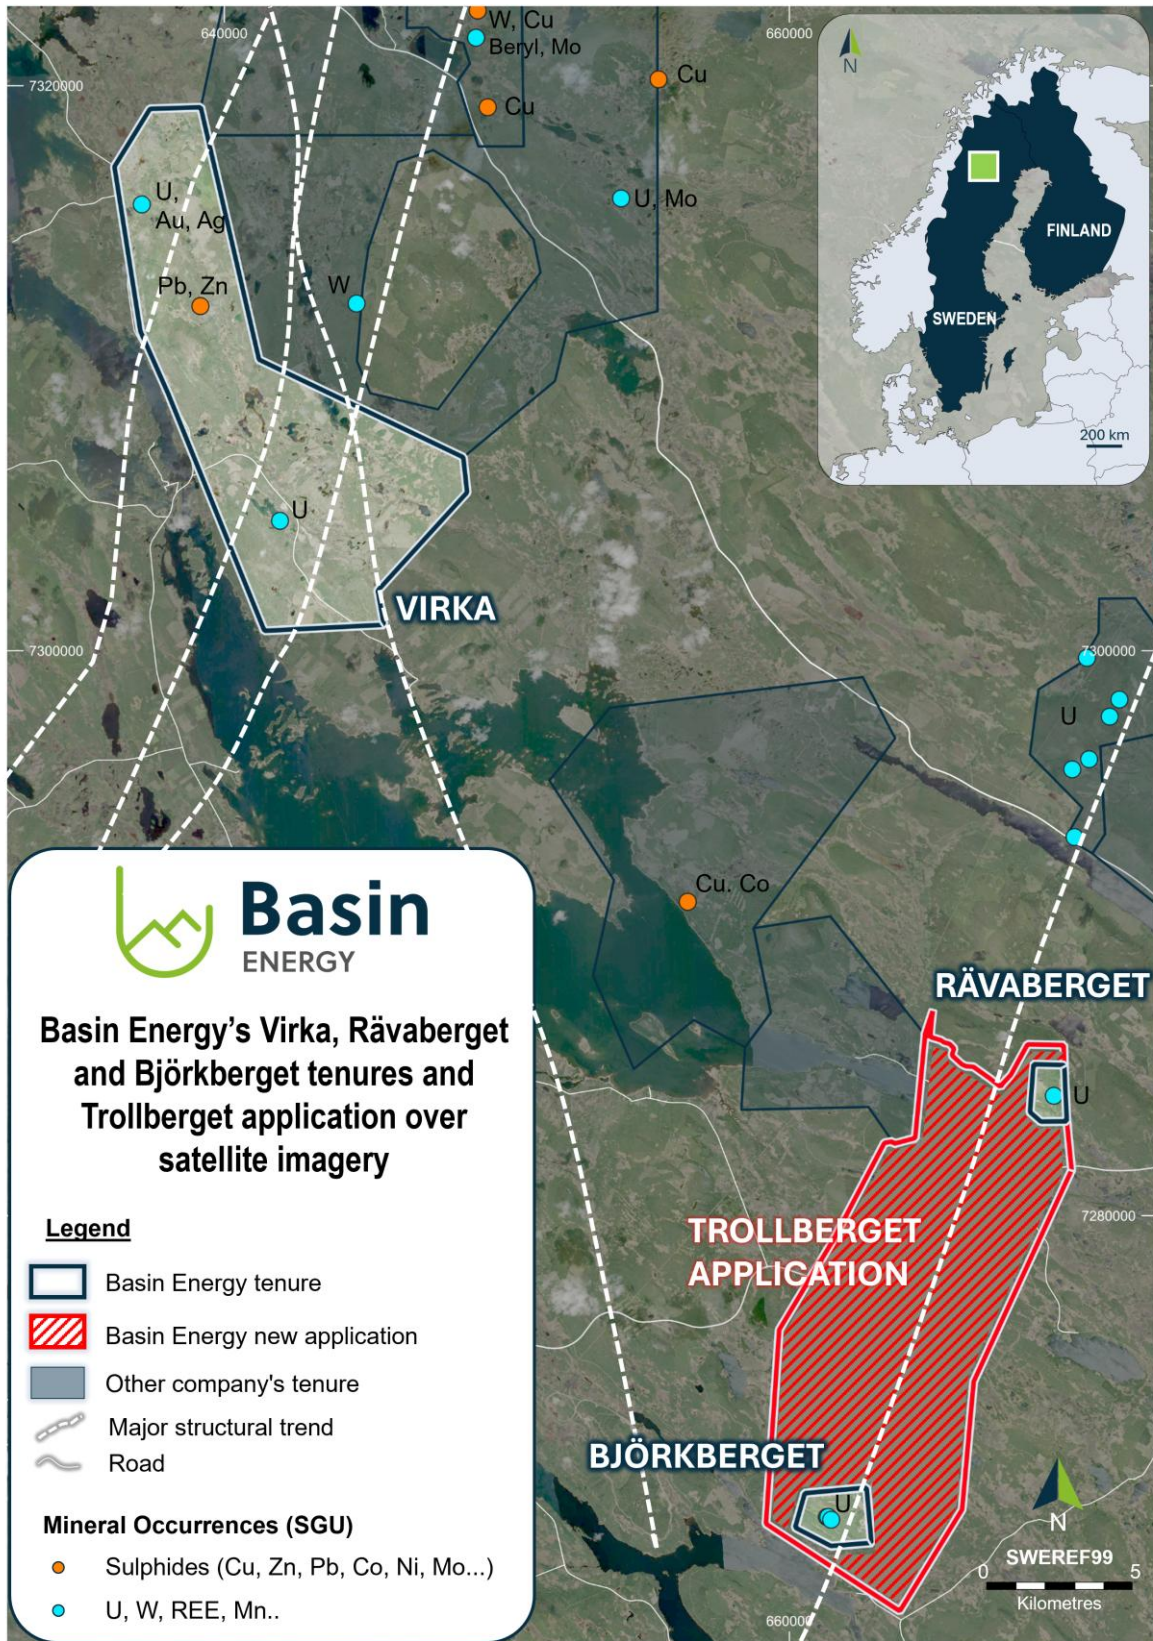 640000
660000
7320000
W, Cu
Beryl, Mo
Cu
Cu
U,
Au, Ag
U, Mo
Pb, Zn
W
U
VIRKA
N
FINLAND
SWEDEN
200 km
7300000
7300000
U
Cu. Co
RÄVABERGET
U
7280000
TROLLBERGET
APPLICATION
BJÖRKBERGET
U
N
SWEREF99
0 5
Kilometres
660000
Basin
ENERGY
Basin Energy's Virka, Rävaberget
and Björkberget tenures and
Trollberget application over
satellite imagery
Legend
Basin Energy tenure
Basin Energy new application
Other company's tenure
Major structural trend
Road
Mineral Occurrences (SGU)
Sulphides (Cu, Zn, Pb, Co, Ni, Mo...)
U, W, REE, Mn..